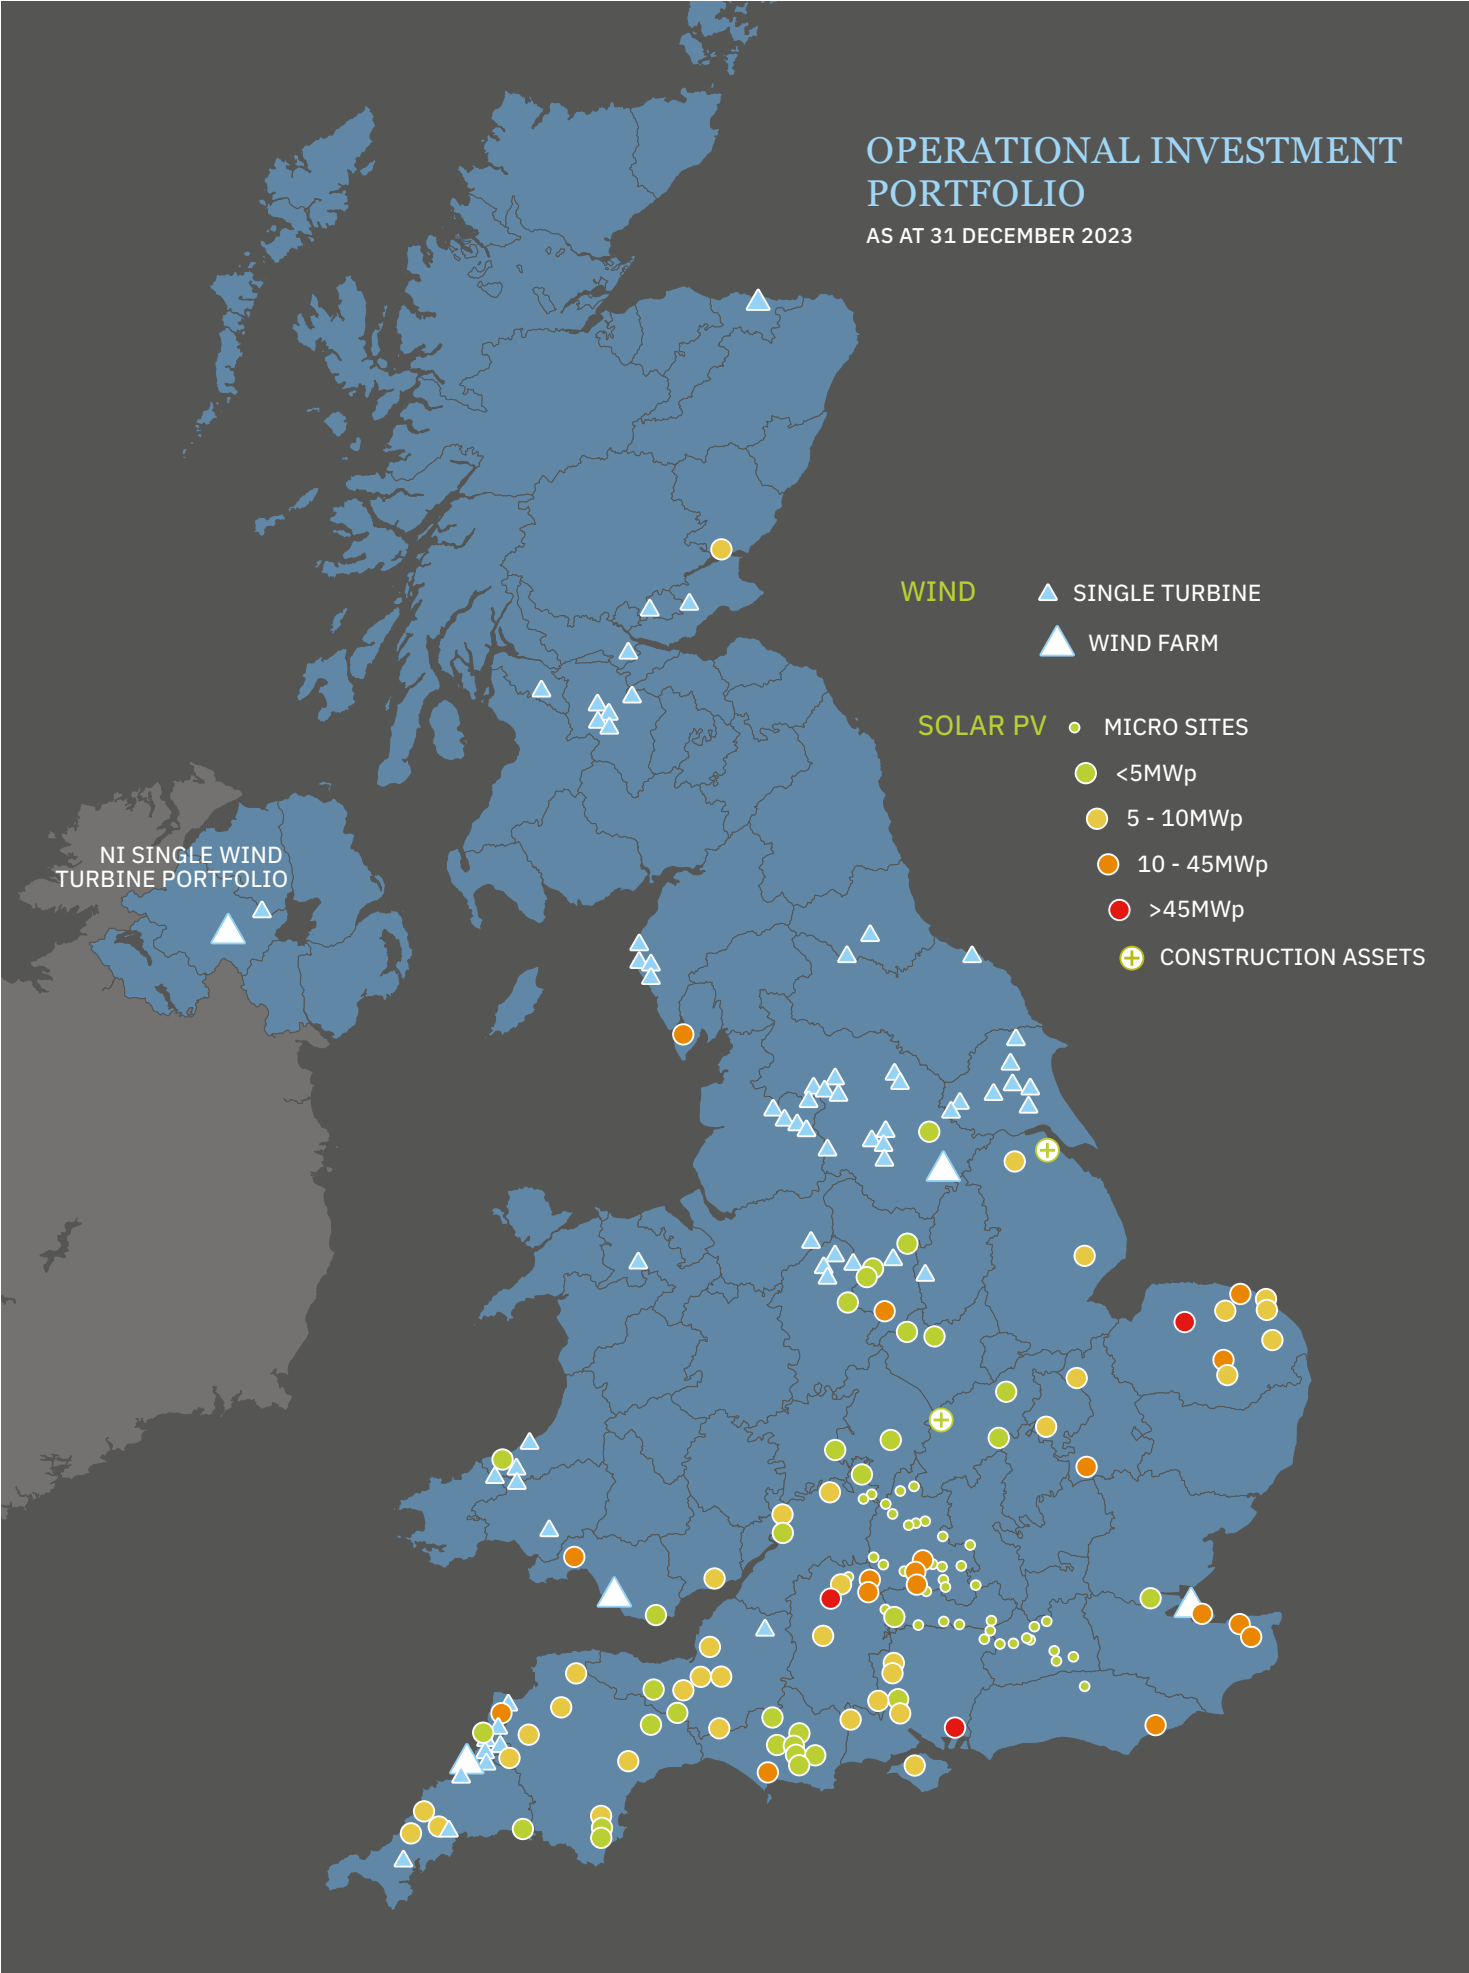 OPERATIONAL INVESTMENT
PORTFOLIO
AS AT 31 DECEMBER 2023
WIND
SINGLE TURBINE
WIND FARM
SOLAR PV
MICRO SITES
<5MWp
5 - 10MWp
10 - 45MWp
>45MWp
CONSTRUCTION ASSETS
NI SINGLE WIND
TURBINE PORTFOLIO